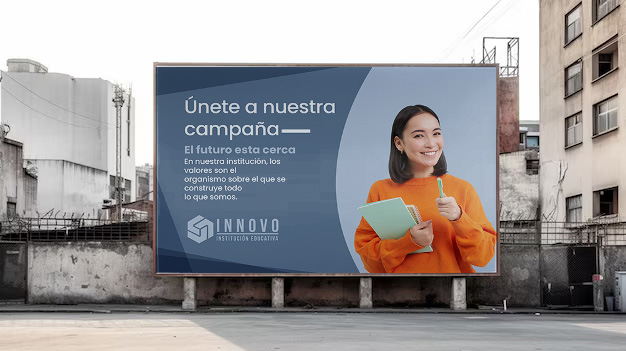 Únete a nuestra
campaña
El futuro esta cerca
En nuestra institución, los
valores son el
organismo sobre el que se
construye todo
lo que somos.
INNOVO
INSTITUCIÓN EDUCATIVA